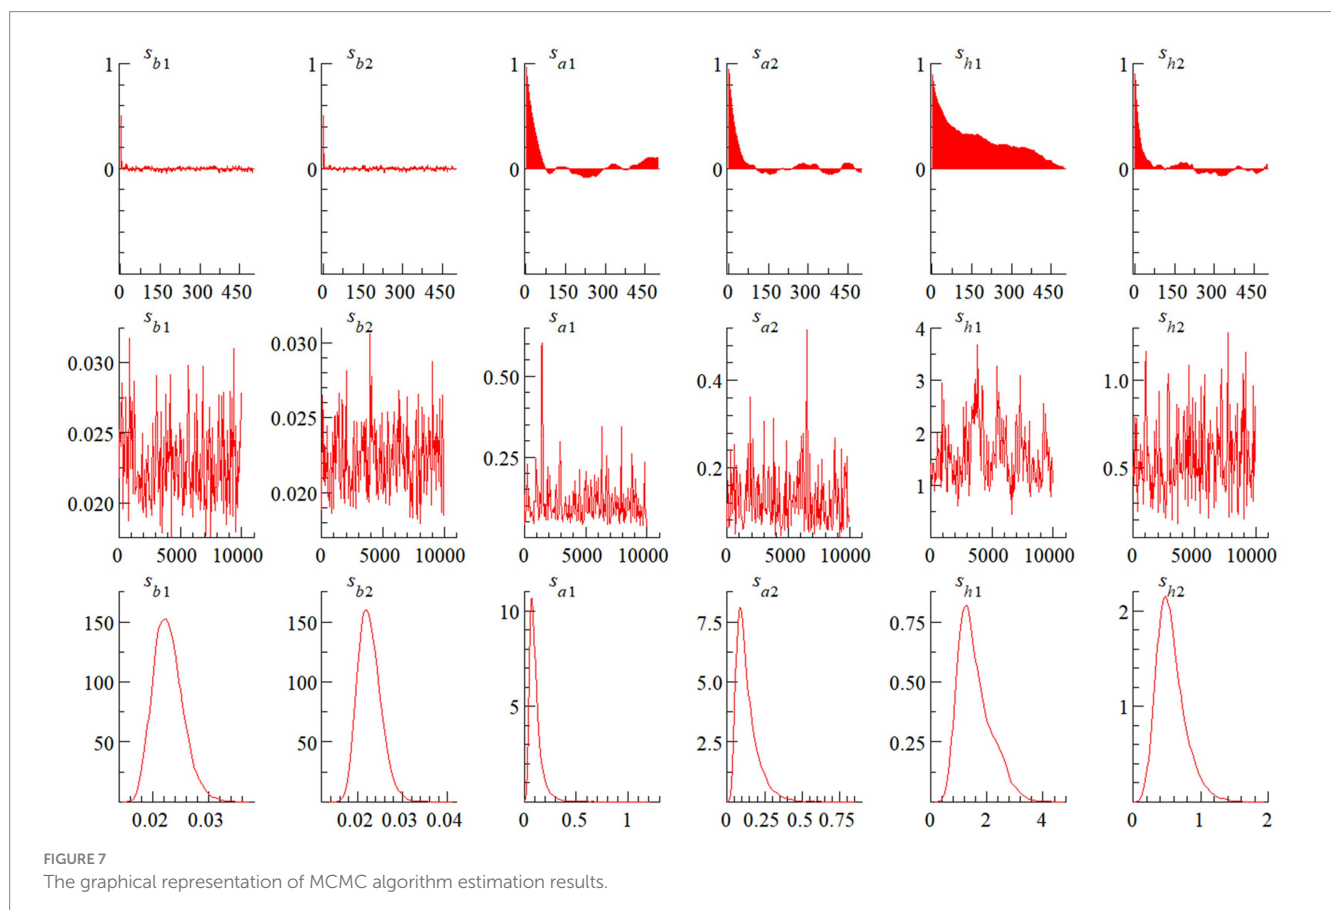 s_b1 s_b2 s_a1 s_a2 s_h1 s_h2
1 1 1 1 1 1
0 0 0 0 0 0
0 150 300 450 0 150 300 450 0 150 300 450 0 150 300 450 0 150 300 450 0 150 300 450
s_b1 s_b2 s_a1 s_a2 s_h1 s_h2
0.030 0.030 0.50 0.4 4 1.0
0.025 0.025 0.25 0.2 3 0.5
0.020 0.020 2
1
0 5000 10000 0 5000 10000 0 5000 10000 0 5000 10000 0 5000 10000 0 5000 10000
s_b1 s_b2 s_a1 s_a2 s_h1 s_h2
150 150 10 7.5 0.75 2
100 100 5 5.0 0.50 1
50 50 2.5 0.25
0.02 0.03 0.02 0.03 0.04 0 0.5 1 0 0.25 0.5 0.75 0 2 4 0 1 2
FIGURE 7
The graphical representation of MCMC algorithm estimation results.